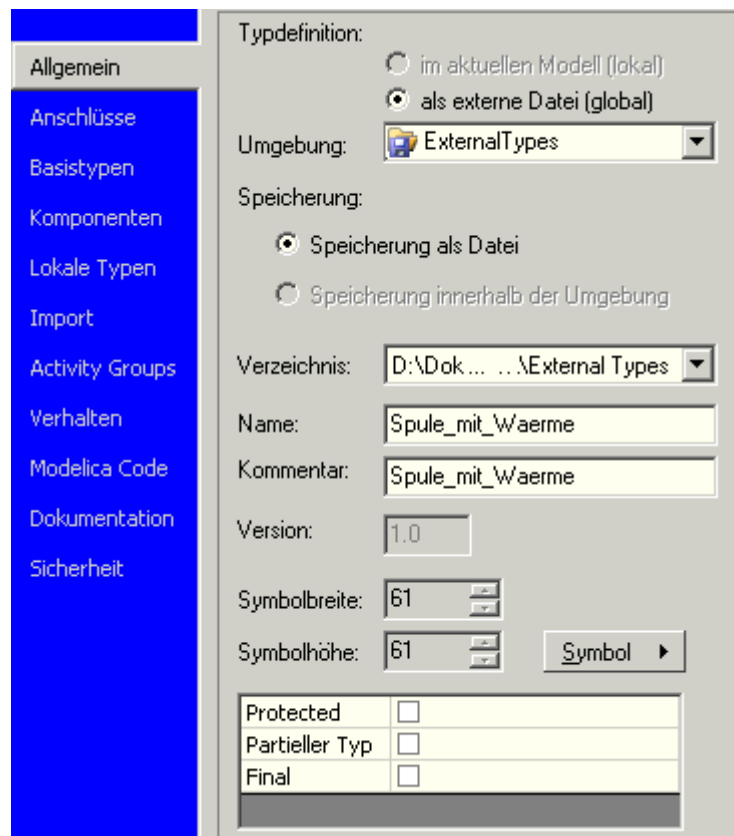 Allgemein
Anschlüsse
Basistypen
Komponenten
Lokale Typen
Import
Activity Groups
Verhalten
Modelica Code
Dokumentation
Sicherheit
Typdefinition:
im aktuellen Modell (lokal)
als externe Datei (global)
Umgebung: ExternalTypes
Speicherung:
Speicherung als Datei
Speicherung innerhalb der Umgebung
Verzeichnis: D:\Dok ... ...\External Types
Name: Spule_mit_Waerme
Kommentar: Spule_mit_Waerme
Version: 1.0
Symbolbreite: 61
Symbolhöhe: 61 Symbol
Protected
Partieller Typ
Final